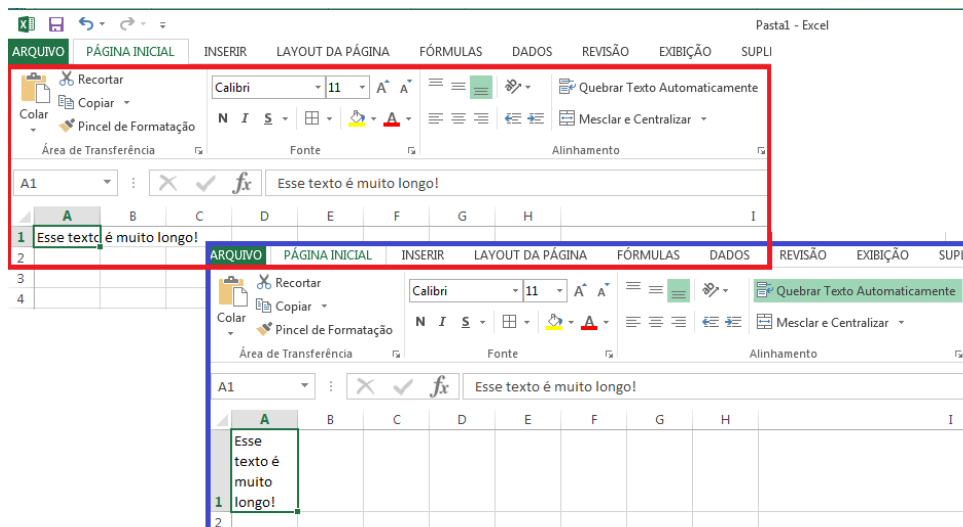 Pasta1 - Excel
ARQUIVO PÁGINA INICIAL INSERIR LAYOUT DA PÁGINA FÓRMULAS DADOS REVISÃO EXIBIÇÃO SUPLI
Recortar
Copiar
Colar
Pincel de Formatação
Área de Transferência
Calibri 11 A A
N I S A
Fonte
Quebrar Texto Automaticamente
Mesclar e Centralizar
Alinhamento
A1 fx Esse texto é muito longo!
A B C D E F G H I
1 Esse texto é muito longo!
2
3
4
ARQUIVO PÁGINA INICIAL INSERIR LAYOUT DA PÁGINA FÓRMULAS DADOS REVISÃO EXIBIÇÃO SUPL
Recortar
Copiar
Colar
Pincel de Formatação
Área de Transferência
Calibri 11 A A
N I S A
Fonte
Quebrar Texto Automaticamente
Mesclar e Centralizar
Alinhamento
A1 fx Esse texto é muito longo!
A B C D E F G H I
Esse
texto é
muito
1 longo!
2